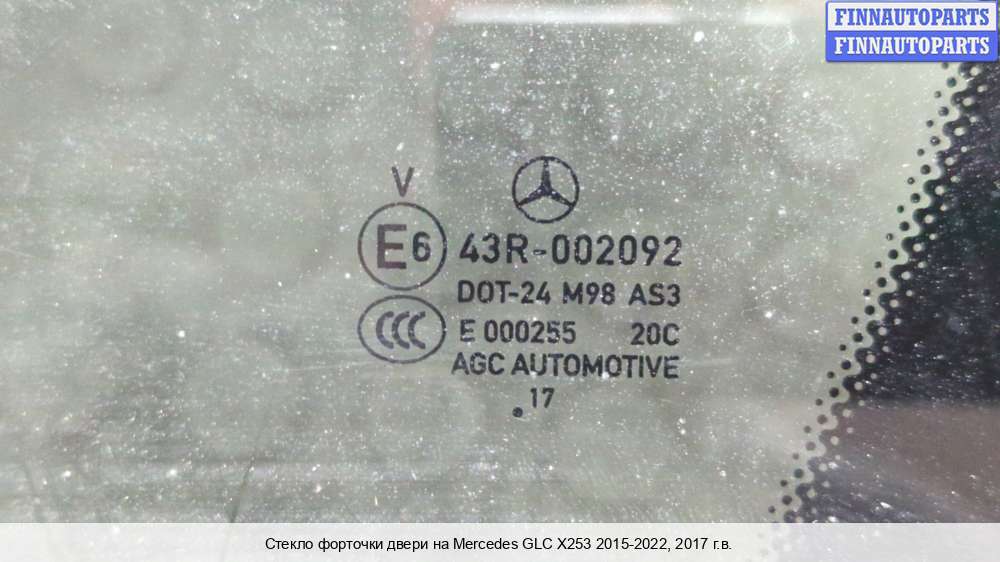 FINNAUTOPARTS
FINNAUTOPARTS
V
E6 43R-002092
DOT-24 M98 AS3
CCC E 000255 20C
AGC AUTOMOTIVE
.17
Стекло форточки двери на Mercedes GLC X253 2015-2022, 2017 г.в.